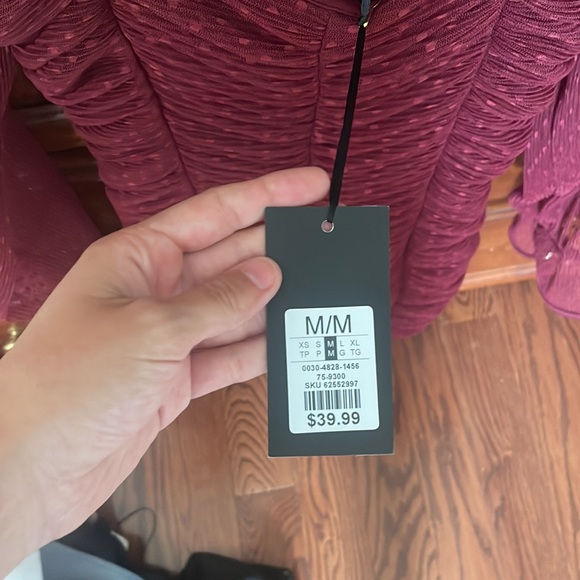 M/M
XS S M L XL
TP P M G TG
0030-4828-1456
75-9300
SKU 62552997
$39.99